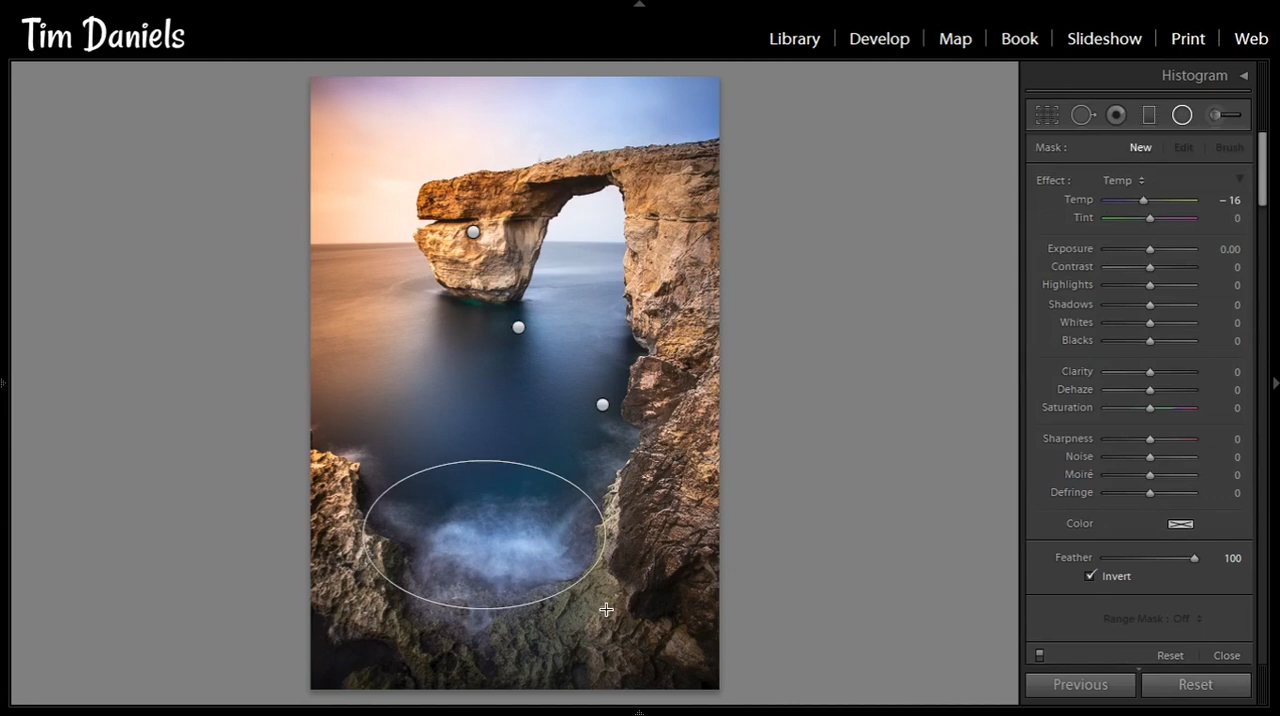 Tim Daniels
Library Develop Map Book Slideshow Print Web
Histogram
Mask : New Edit Brush
Effect : Temp
Temp – 16
Tint 0
Exposure 0.00
Contrast 0
Highlights 0
Shadows 0
Whites 0
Blacks 0
Clarity 0
Dehaze 0
Saturation 0
Sharpness 0
Noise 0
Moiré 0
Defringe 0
Color
Feather 100
Invert
Range Mask : Off
Reset Close
Previous Reset